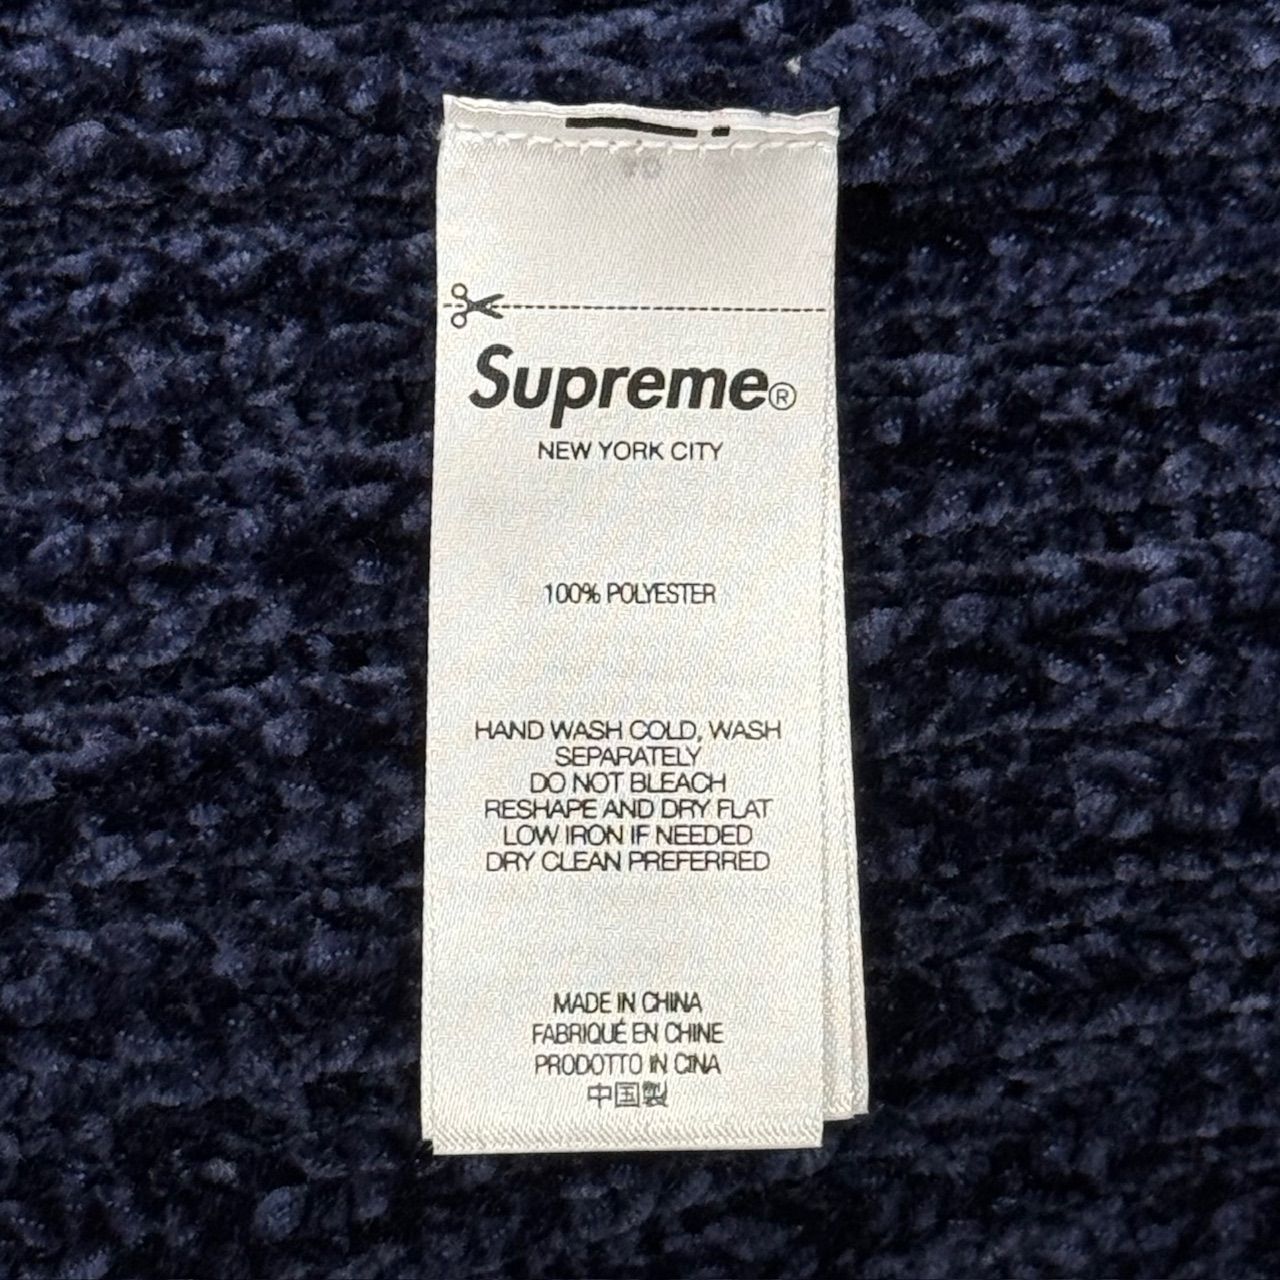 Supreme®
NEW YORK CITY
100% POLYESTER
HAND WASH COLD, WASH
SEPARATELY
DO NOT BLEACH
RESHAPE AND DRY FLAT
LOW IRON IF NEEDED
DRY CLEAN PREFERRED
MADE IN CHINA
FABRIQUÉ EN CHINE
PRODOTTO IN CINA
中国製